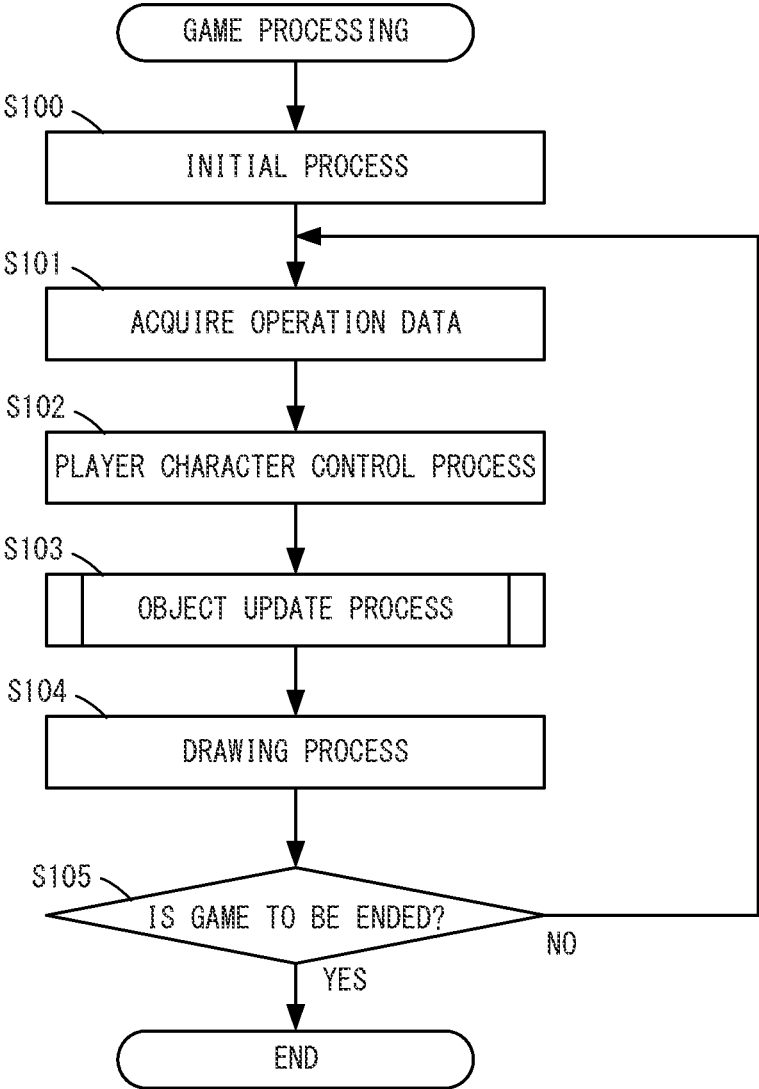 GAME PROCESSING
S100
INITIAL PROCESS
S101
ACQUIRE OPERATION DATA
S102
PLAYER CHARACTER CONTROL PROCESS
S103
OBJECT UPDATE PROCESS
S104
DRAWING PROCESS
S105
IS GAME TO BE ENDED?
NO
YES
END